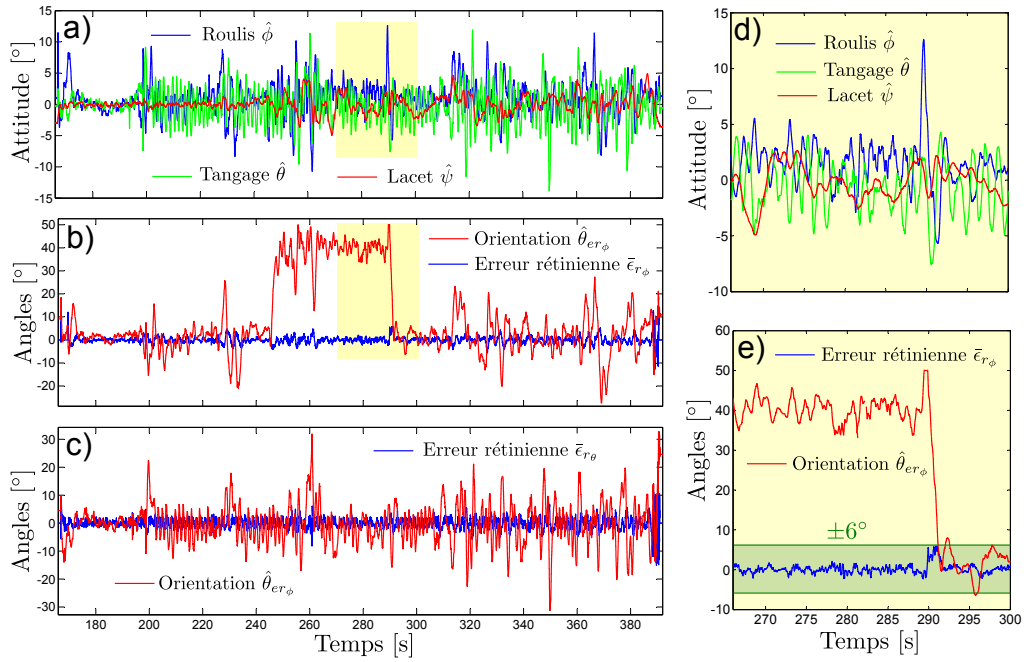 a)
Attitude [°]
15
10
5
0
-5
10
-15
Roulis ϕ̂
Tangage θ̂
Lacet ψ̂
b)
Angles [°]
50
40
30
20
10
0
-10
-20
Orientation θ̂erϕ
Erreur rétinienne ε̄rϕ
c)
Angles [°]
30
20
10
0
-10
-20
-30
Erreur rétinienne ε̄rθ
Orientation θ̂erϕ
180 200 220 240 260 280 300 320 340 360 380
Temps [s]
d)
Attitude [°]
15
10
5
0
-5
-10
-15
Roulis ϕ̂
Tangage θ̂
Lacet ψ̂
e)
Angles [°]
60
50
40
30
20
10
0
-10
Erreur rétinienne ε̄rϕ
Orientation θ̂erϕ
±6°
270 275 280 285 290 295 300
Temps [s]